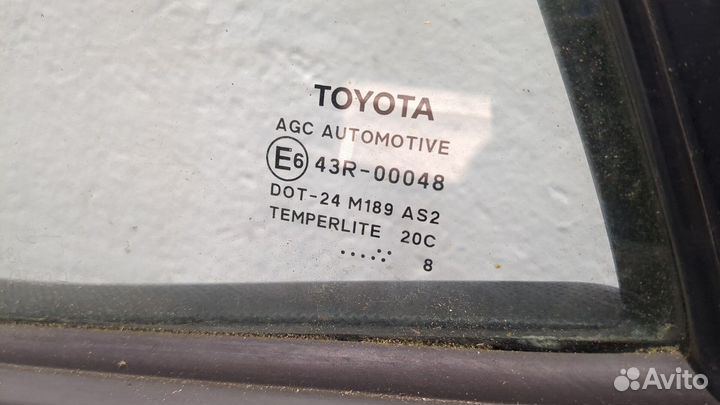 TOYOTA
AGC AUTOMOTIVE
E6 43R-00048
DOT-24 M189 AS2
TEMPERLITE 20C
8
Avito